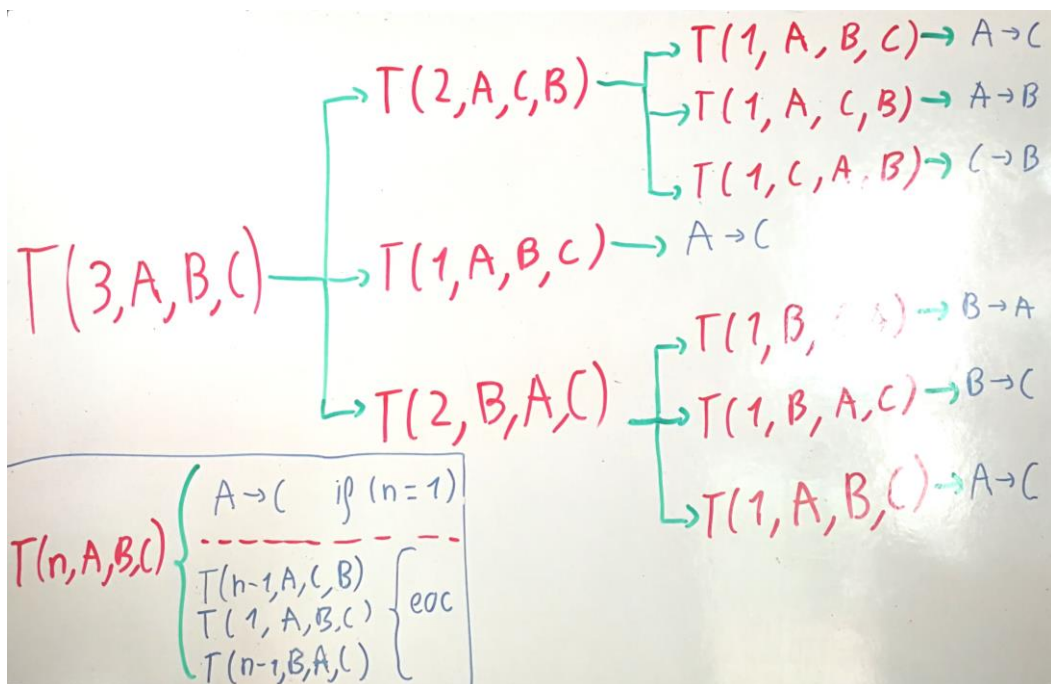 T(3,A,B,C)
T(2,A,C,B)
T(1,A,B,C) → A→C
T(1,A,C,B) → A→B
T(1,C,A,B) → C→B
T(1,A,B,C) → A→C
T(2,B,A,C)
T(1,B, ) → B→A
T(1,B,A,C) → B→C
T(1,A,B,C) → A→C
T(n,A,B,C)
A→C if (n=1)
T(n-1,A,C,B)
T(1,A,B,C)
T(n-1,B,A,C)
eoc